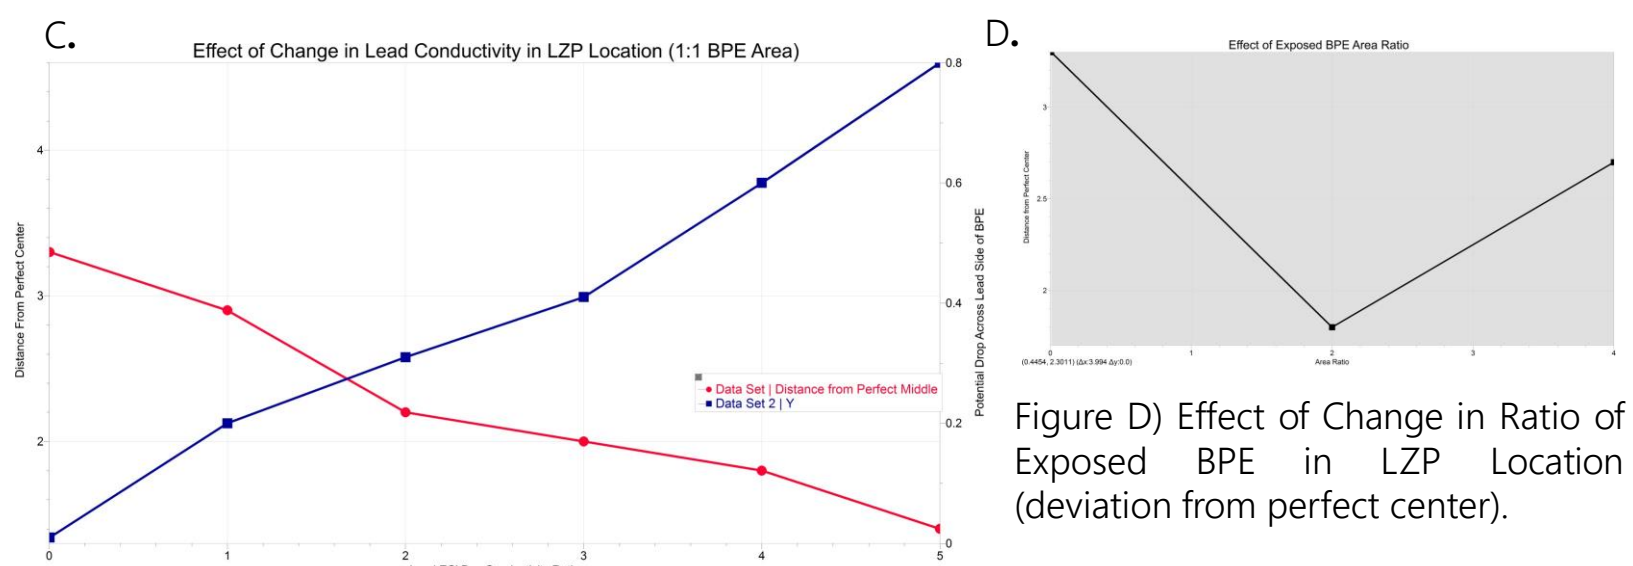 C.
Effect of Change in Lead Conductivity in LZP Location (1:1 BPE Area)
0.8
4
0.6
Distance From Perfect Center
Potential Drop Across Lead Side of BPE
3
0.4
Data Set | Distance from Perfect Middle
Data Set 2 | Y
2
0.2
0
0 1 2 3 4 5
D.
Effect of Exposed BPE Area Ratio
3
Distance from Perfect Center
2.5
2
0 1 2 3 4
(0.4454, 2.3011) (Δx:3.994 Δy:0.0)
Area Ratio
Figure D) Effect of Change in Ratio of
Exposed BPE in LZP Location
(deviation from perfect center).